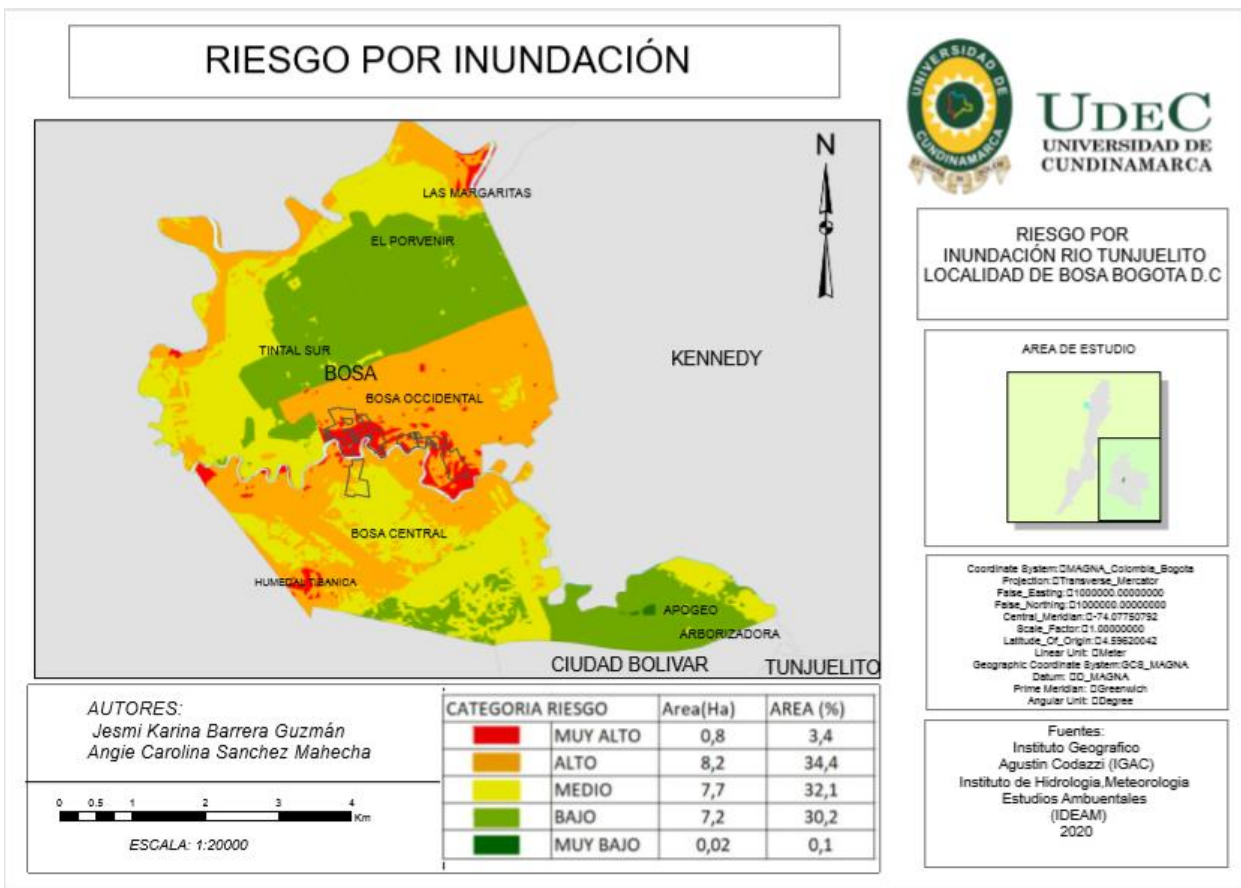 RIESGO POR INUNDACIÓN
N
LAS MARGARITAS
EL PORVENIR
TINTAL SUR
BOSA
BOSA OCCIDENTAL
KENNEDY
BOSA CENTRAL
HUMEDAL TIBANICA
APOGEO
ARBORIZADORA
CIUDAD BOLIVAR
TUNJUELITO
UNIVERSIDAD DE
CUNDINAMARCA
UDEC
UNIVERSIDAD DE
CUNDINAMARCA
RIESGO POR
INUNDACIÓN RIO TUNJUELITO
LOCALIDAD DE BOSA BOGOTA D.C
AREA DE ESTUDIO
Coordinate System:▯MAGNA_Colombia_Bogota
Projection:▯Transverse_Mercator
False_Easting:▯1000000.00000000
False_Northing:▯1000000.00000000
Central_Meridian:▯-74.07750792
Scale_Factor:▯1.00000000
Latitude_Of_Origin:▯4.59620042
Linear Unit: ▯Meter
Geographic Coordinate System:GCS_MAGNA
Datum: ▯D_MAGNA
Prime Meridian: ▯Greenwich
Angular Unit: ▯Degree
Fuentes:
Instituto Geografico
Agustin Codazzi (IGAC)
Instituto de Hidrologia,Meteorologia
Estudios Ambuentales
(IDEAM)
2020
AUTORES:
Jesmi Karina Barrera Guzmán
Angie Carolina Sanchez Mahecha
0 0.5 1 2 3 4
Km
ESCALA: 1:20000
CATEGORIA RIESGO Area(Ha) AREA (%)
MUY ALTO 0,8 3,4
ALTO 8,2 34,4
MEDIO 7,7 32,1
BAJO 7,2 30,2
MUY BAJO 0,02 0,1